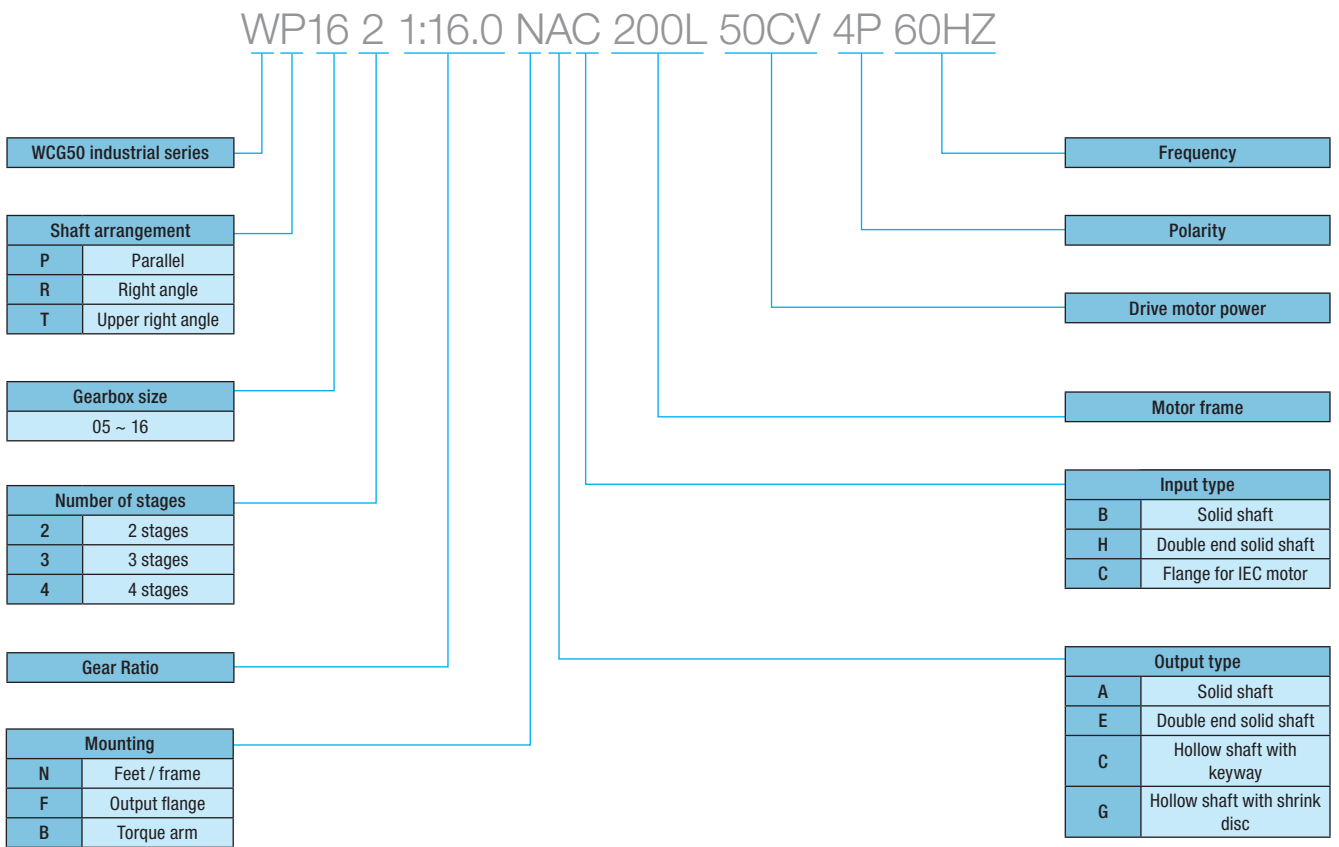 WP16 2 1:16.0 NAC 200L 50CV 4P 60HZ
WCG50 industrial series
Shaft arrangement
P Parallel
R Right angle
T Upper right angle
Gearbox size
05 ~ 16
Number of stages
2 2 stages
3 3 stages
4 4 stages
Gear Ratio
Mounting
N Feet / frame
F Output flange
B Torque arm
Frequency
Polarity
Drive motor power
Motor frame
Input type
B Solid shaft
H Double end solid shaft
C Flange for IEC motor
Output type
A Solid shaft
E Double end solid shaft
C Hollow shaft with
keyway
G Hollow shaft with shrink
disc